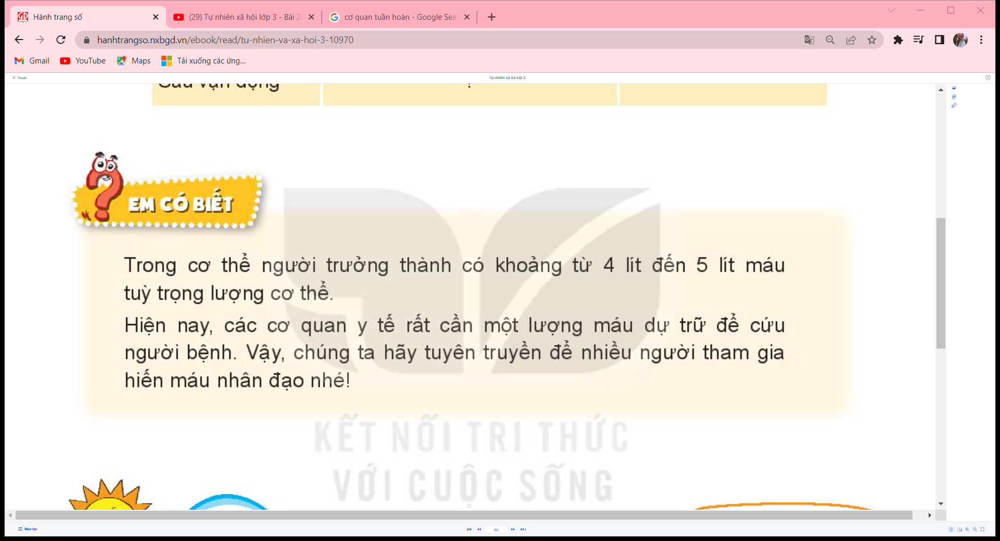 Hành trang số
(29) Tự nhiên xã hội lớp 3 - Bài 20
cơ quan tuần hoàn - Google Sea
hanhtrangso.nxbgd.vn/ebook/read/tu-nhien-va-xa-hoi-3-10970
Gmail
YouTube
Maps
Tải xuống các ứng...
Thoát
Tự nhiên và Xã hội 3
Sau vận động
?
EM CÓ BIẾT
Trong cơ thể người trưởng thành có khoảng từ 4 lít đến 5 lít máu
tuỳ trọng lượng cơ thể.
Hiện nay, các cơ quan y tế rất cần một lượng máu dự trữ để cứu
người bệnh. Vậy, chúng ta hãy tuyên truyền để nhiều người tham gia
hiến máu nhân đạo nhé!
KẾT NỐI TRI THỨC
VỚI CUỘC SỐNG
Mục lục
85